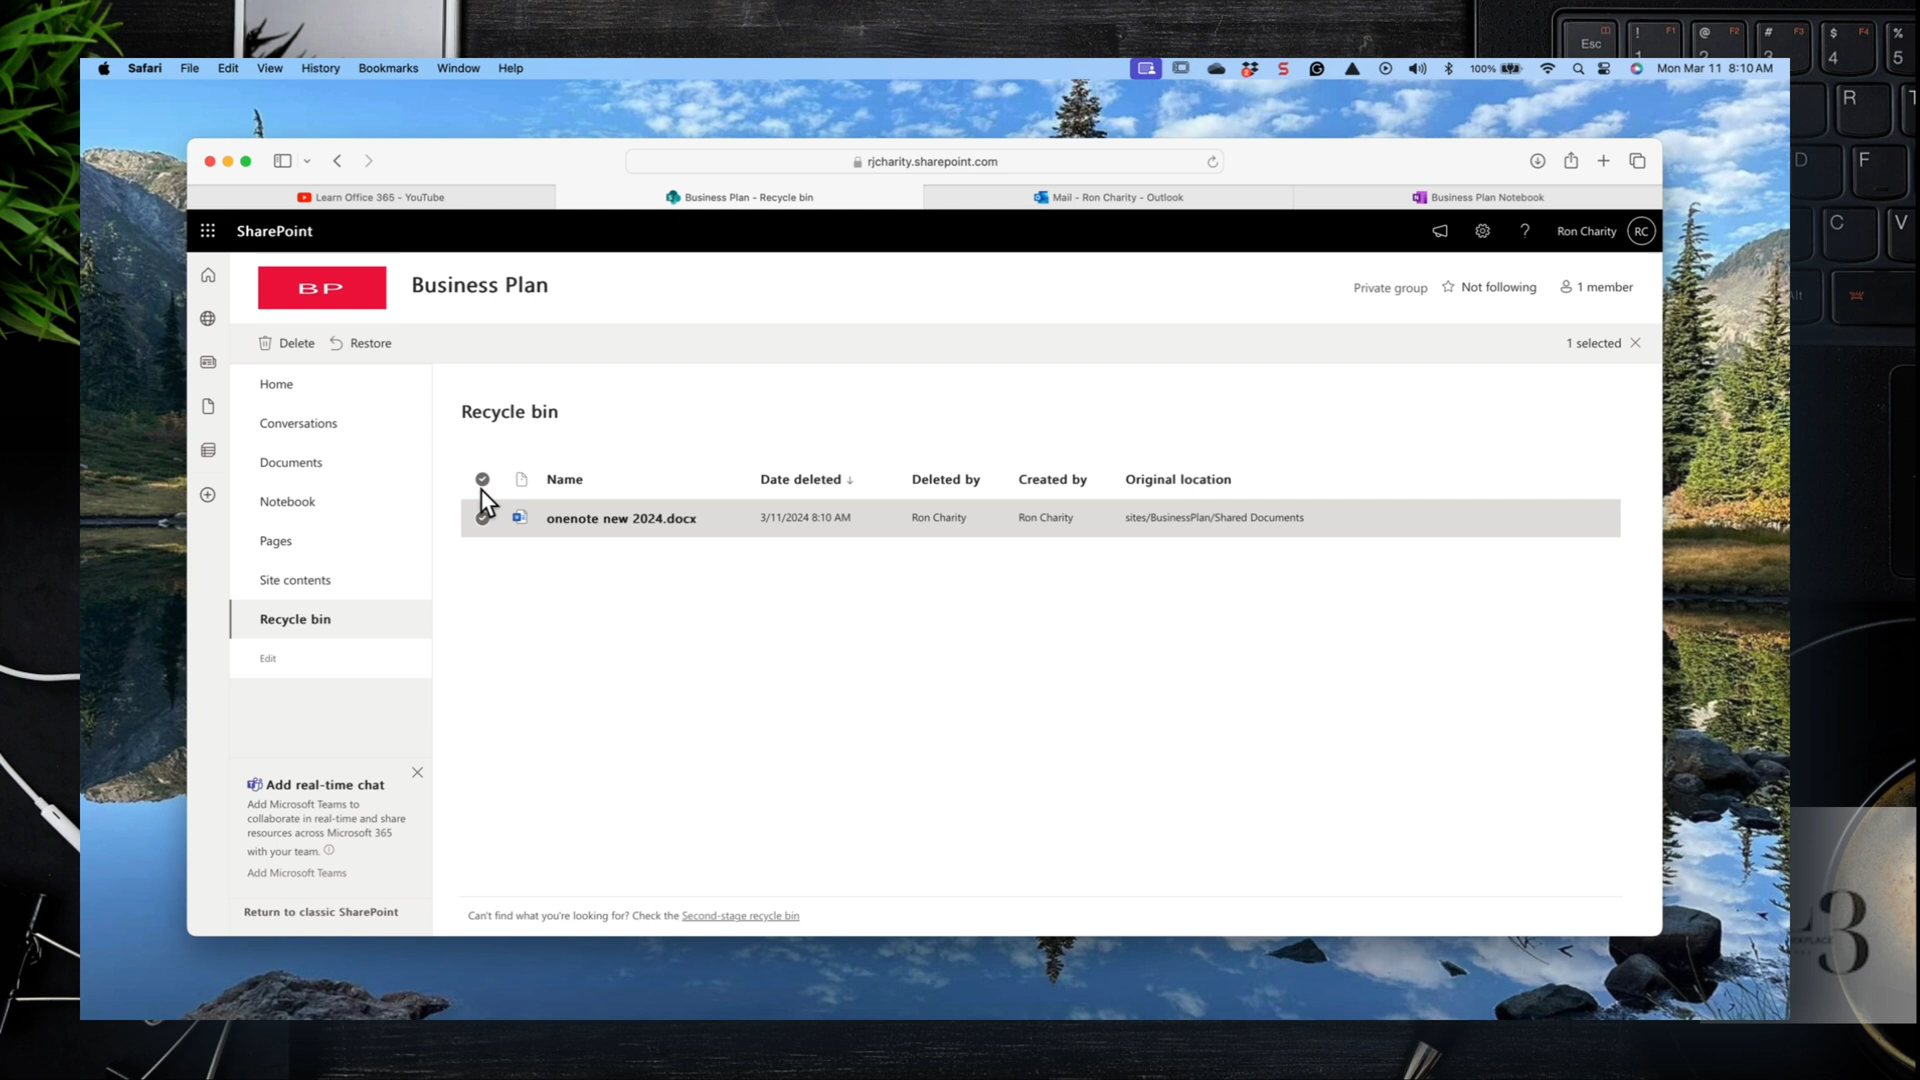 Safari File Edit View History Bookmarks Window Help
100% Mon Mar 11 8:10 AM
rjcharity.sharepoint.com
Learn Office 365 - YouTube
Business Plan - Recycle bin
Mail - Ron Charity - Outlook
Business Plan Notebook
SharePoint
? Ron Charity RC
BP
Business Plan
Private group Not following 1 member
Delete Restore
1 selected
Home
Conversations
Documents
Notebook
Pages
Site contents
Recycle bin
Edit
Recycle bin
Name Date deleted ↓ Deleted by Created by Original location
onenote new 2024.docx 3/11/2024 8:10 AM Ron Charity Ron Charity sites/BusinessPlan/Shared Documents
Add real-time chat
Add Microsoft Teams to
collaborate in real-time and share
resources across Microsoft 365
with your team.
Add Microsoft Teams
Return to classic SharePoint
Can't find what you're looking for? Check the Second-stage recycle bin
Esc ! F1 @ F2 # F3 $ F4 %
4 5
R T
D F
C V